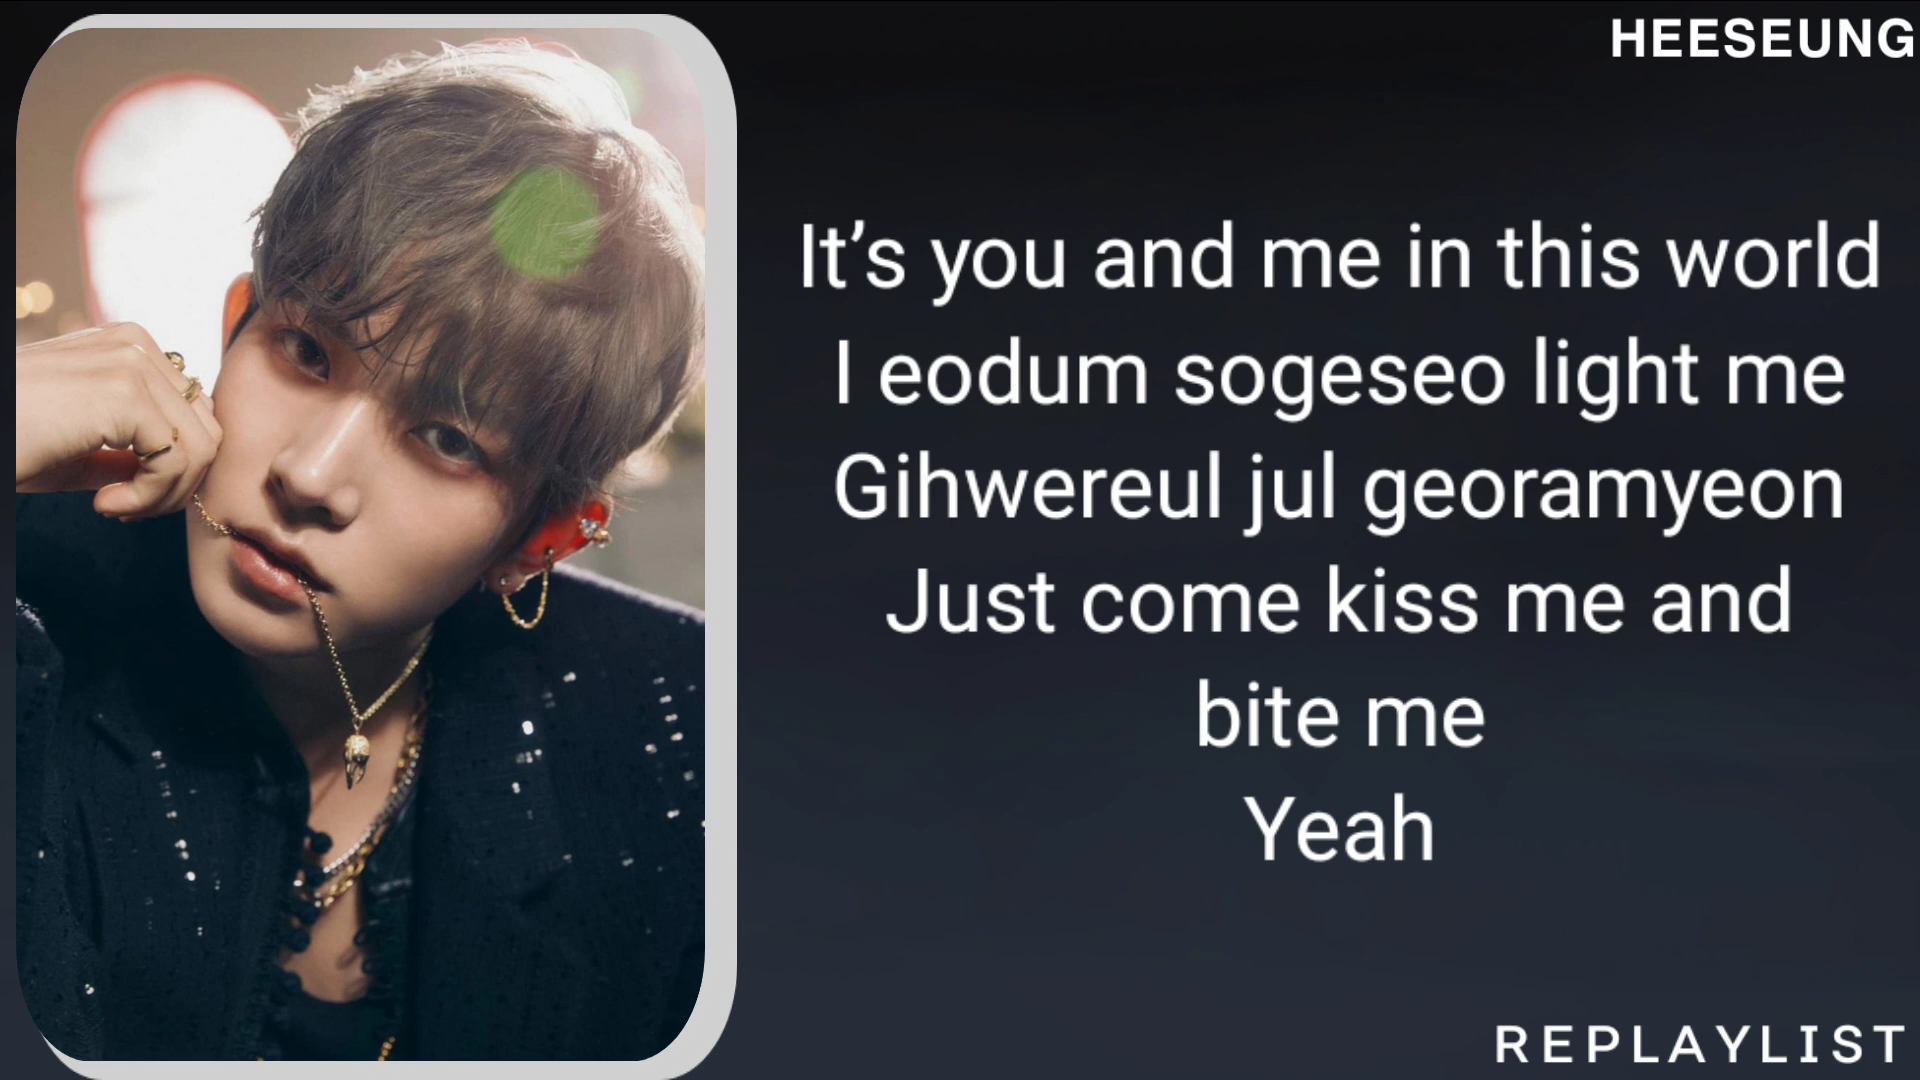 HEESEUNG
It’s you and me in this world
I eodum sogeseo light me
Gihwereul jul georamyeon
Just come kiss me and
bite me
Yeah
REPLAYLIST